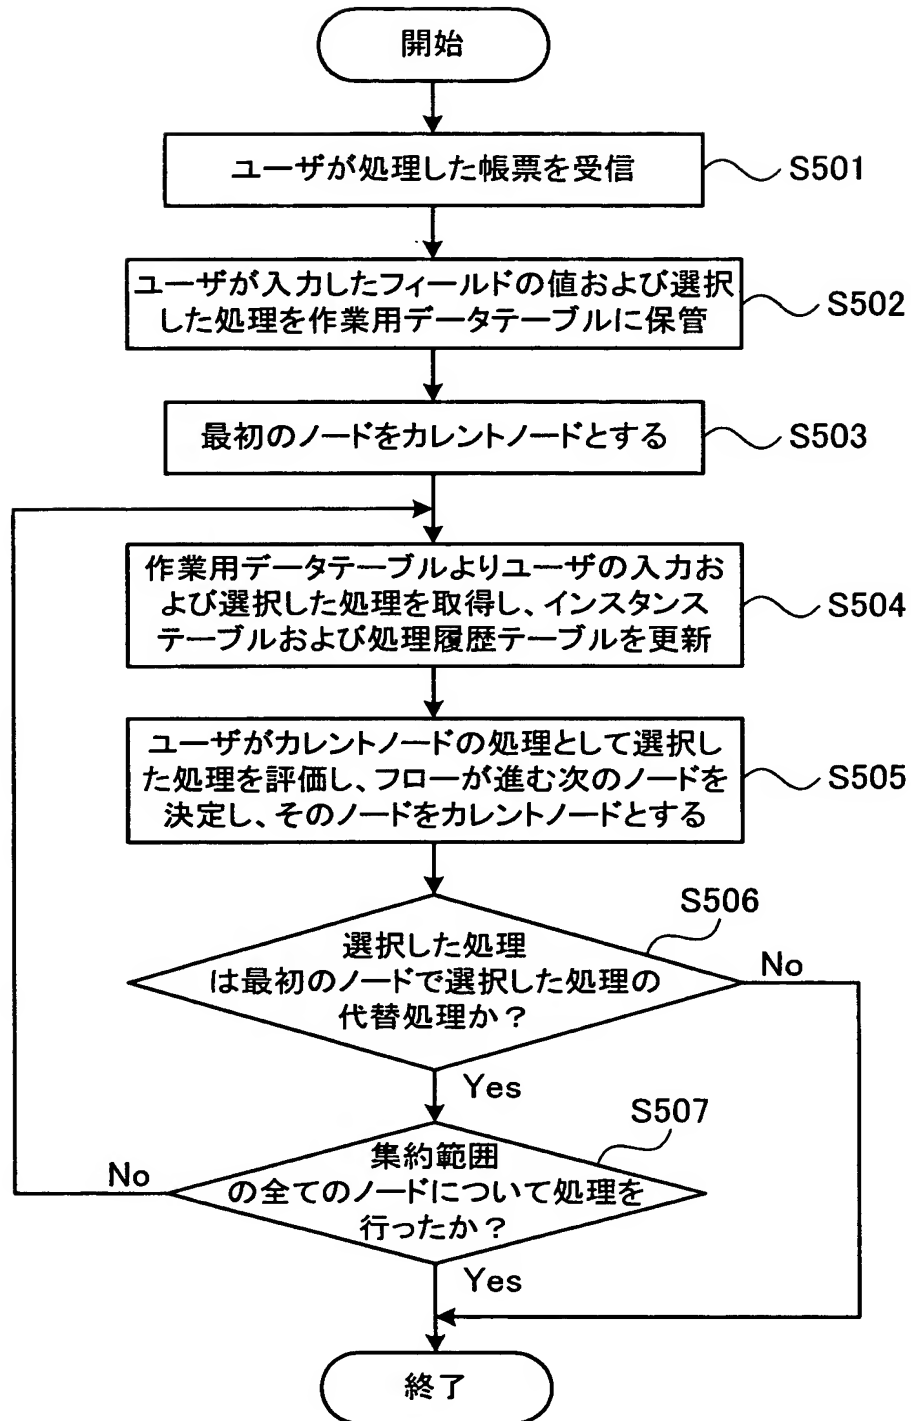 開始
ユーザが処理した帳票を受信
S501
ユーザが入力したフィールドの値および選択
した処理を作業用データテーブルに保管
S502
最初のノードをカレントノードとする
S503
作業用データテーブルよりユーザの入力お
よび選択した処理を取得し、インスタンス
テーブルおよび処理履歴テーブルを更新
S504
ユーザがカレントノードの処理として選択し
た処理を評価し、フローが進む次のノードを
決定し、そのノードをカレントノードとする
S505
S506
選択した処理
は最初のノードで選択した処理の
代替処理か？
No
Yes
S507
集約範囲
の全てのノードについて処理を
行ったか？
No
Yes
終了